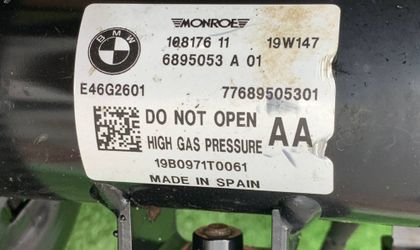 BMW
MONROE
108176 11 19W147
6895053 A 01
E46G2601 77689505301
DO NOT OPEN
HIGH GAS PRESSURE AA
19B0971T0061
MADE IN SPAIN